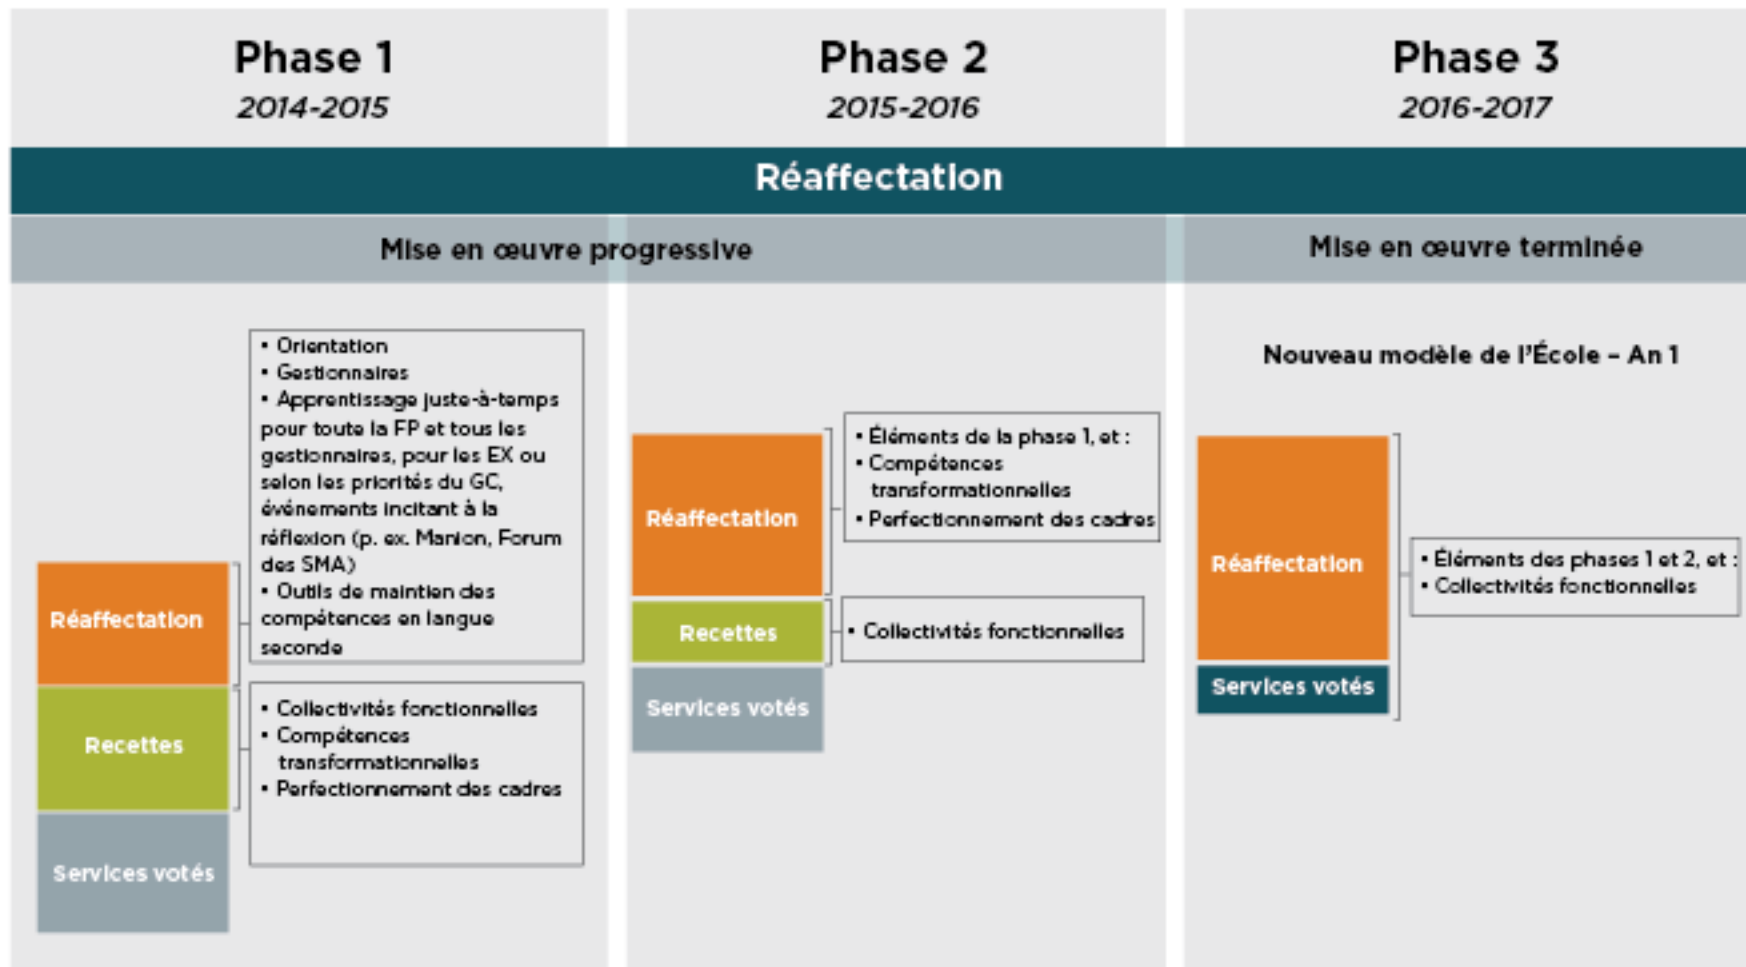 Phase 1
2014-2015
Phase 2
2015-2016
Phase 3
2016-2017
Réaffectation
Mise en œuvre progressive
Mise en œuvre terminée
▪ Orientation
▪ Gestionnaires
▪ Apprentissage juste-à-temps
pour toute la FP et tous les
gestionnaires, pour les EX ou
selon les priorités du GC,
événements incitant à la
réflexion (p. ex. Manion, Forum
des SMA)
▪ Outils de maintien des
compétences en langue
seconde
Réaffectation
▪ Collectivités fonctionnelles
▪ Compétences
transformationnelles
▪ Perfectionnement des cadres
Recettes
Services votés
▪ Éléments de la phase 1, et :
▪ Compétences
transformationnelles
▪ Perfectionnement des cadres
Réaffectation
Recettes
▪ Collectivités fonctionnelles
Services votés
Nouveau modèle de l'École – An 1
Réaffectation
▪ Éléments des phases 1 et 2, et :
▪ Collectivités fonctionnelles
Services votés